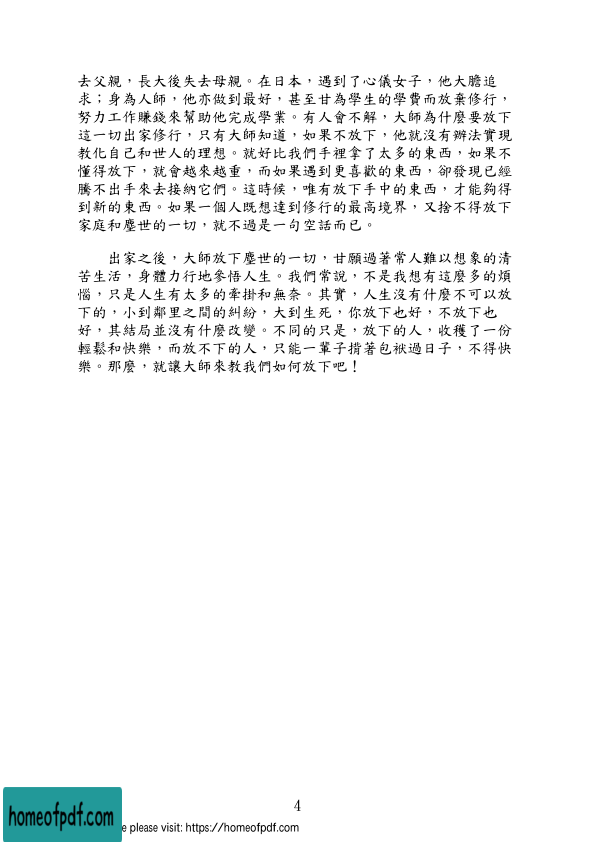 去父親，長大後失去母親。在日本，遇到了心儀女子，他大膽追
求；身為人師，他亦做到最好，甚至甘為學生的學費而放棄修行，
努力工作賺錢來幫助他完成學業。有人會不解，大師為什麼要放下
這一切出家修行，只有大師知道，如果不放下，他就沒有辦法實現
教化自己和世人的理想。就好比我們手裡拿了太多的東西，如果不
懂得放下，就會越來越重，而如果遇到更喜歡的東西，卻發現已經
騰不出手來去接納它們。這時候，唯有放下手中的東西，才能夠得
到新的東西。如果一個人既想達到修行的最高境界，又捨不得放下
家庭和塵世的一切，就不過是一句空話而已。
出家之後，大師放下塵世的一切，甘願過著常人難以想象的清
苦生活，身體力行地參悟人生。我們常說，不是我想有這麼多的煩
惱，只是人生有太多的牽掛和無奈。其實，人生沒有什麼不可以放
下的，小到鄰里之間的糾紛，大到生死，你放下也好，不放下也
好，其結局並沒有什麼改變。不同的只是，放下的人，收穫了一份
輕鬆和快樂，而放不下的人，只能一輩子揹著包袱過日子，不得快
樂。那麼，就讓大師來教我們如何放下吧！
4
homeofpdf.com
e please visit: https://homeofpdf.com